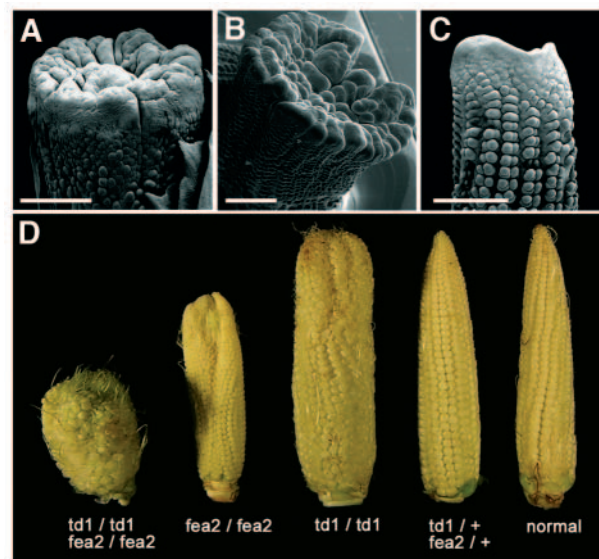 A
B
C
D
td1 / td1
fea2 / fea2
fea2 / fea2
td1 / td1
td1 / +
fea2 / +
normal